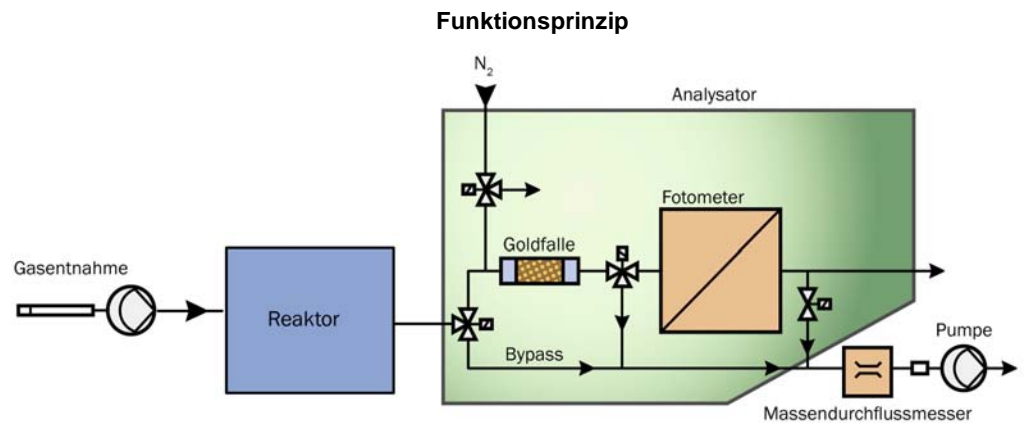 Funktionsprinzip
N₂
Analysator
Fotometer
Goldfalle
Gasentnahme
Reaktor
Bypass
Pumpe
Massendurchflussmesser